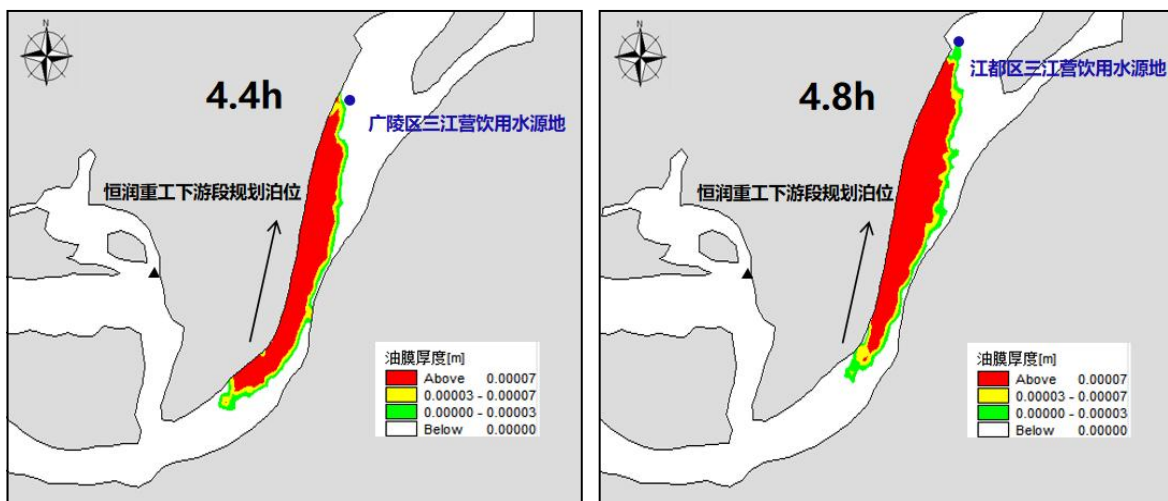 N
4.4h
广陵区三江营饮用水源地
恒润重工下游段规划泊位
油膜厚度[m]
Above 0.00007
0.00003 - 0.00007
0.00000 - 0.00003
Below 0.00000
N
4.8h
江都区三江营饮用水源地
恒润重工下游段规划泊位
油膜厚度[m]
Above 0.00007
0.00003 - 0.00007
0.00000 - 0.00003
Below 0.00000